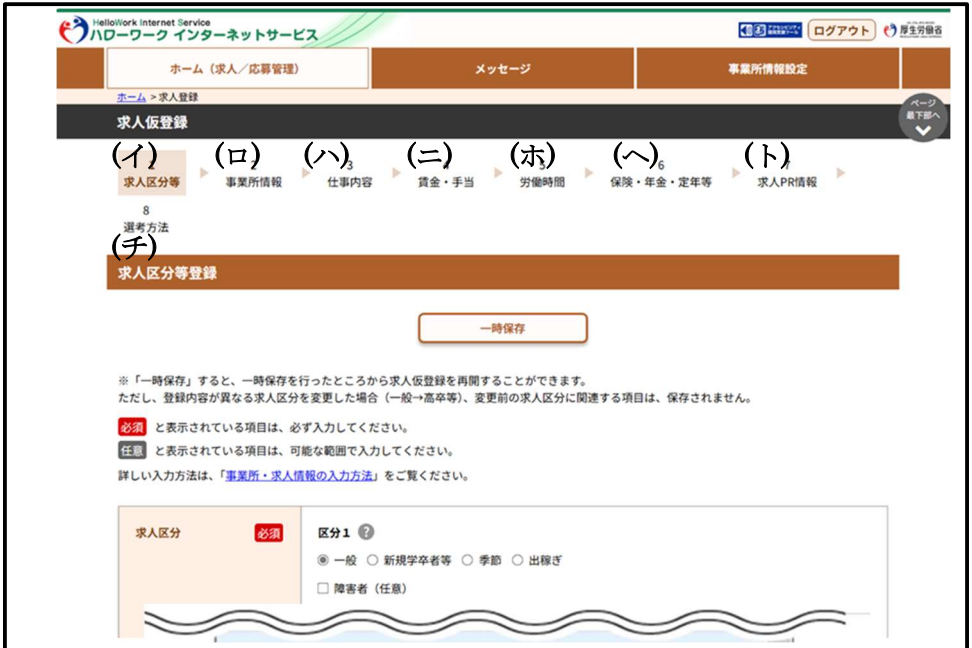 HelloWork Internet Service
ハローワーク インターネットサービス
ログアウト
厚生労働省
ホーム(求人/応募管理)
メッセージ
事業所情報設定
ホーム > 求人登録
ページ
最下部へ
求人仮登録
(イ) (ロ) (ハ) (ニ) (ホ) (ヘ) (ト)
2 3 5 6 7
求人区分等 事業所情報 仕事内容 賃金・手当 労働時間 保険・年金・定年等 求人PR情報
8
選考方法
(チ)
求人区分等登録
一時保存
※「一時保存」すると、一時保存を行ったところから求人仮登録を再開することができます。
ただし、登録内容が異なる求人区分を変更した場合(一般→高卒等)、変更前の求人区分に関連する項目は、保存されません。
必須 と表示されている項目は、必ず入力してください。
任意 と表示されている項目は、可能な範囲で入力してください。
詳しい入力方法は、「事業所・求人情報の入力方法」をご覧ください。
求人区分 必須 区分1 ?
一般 新規学卒者等 季節 出稼ぎ
障害者(任意)